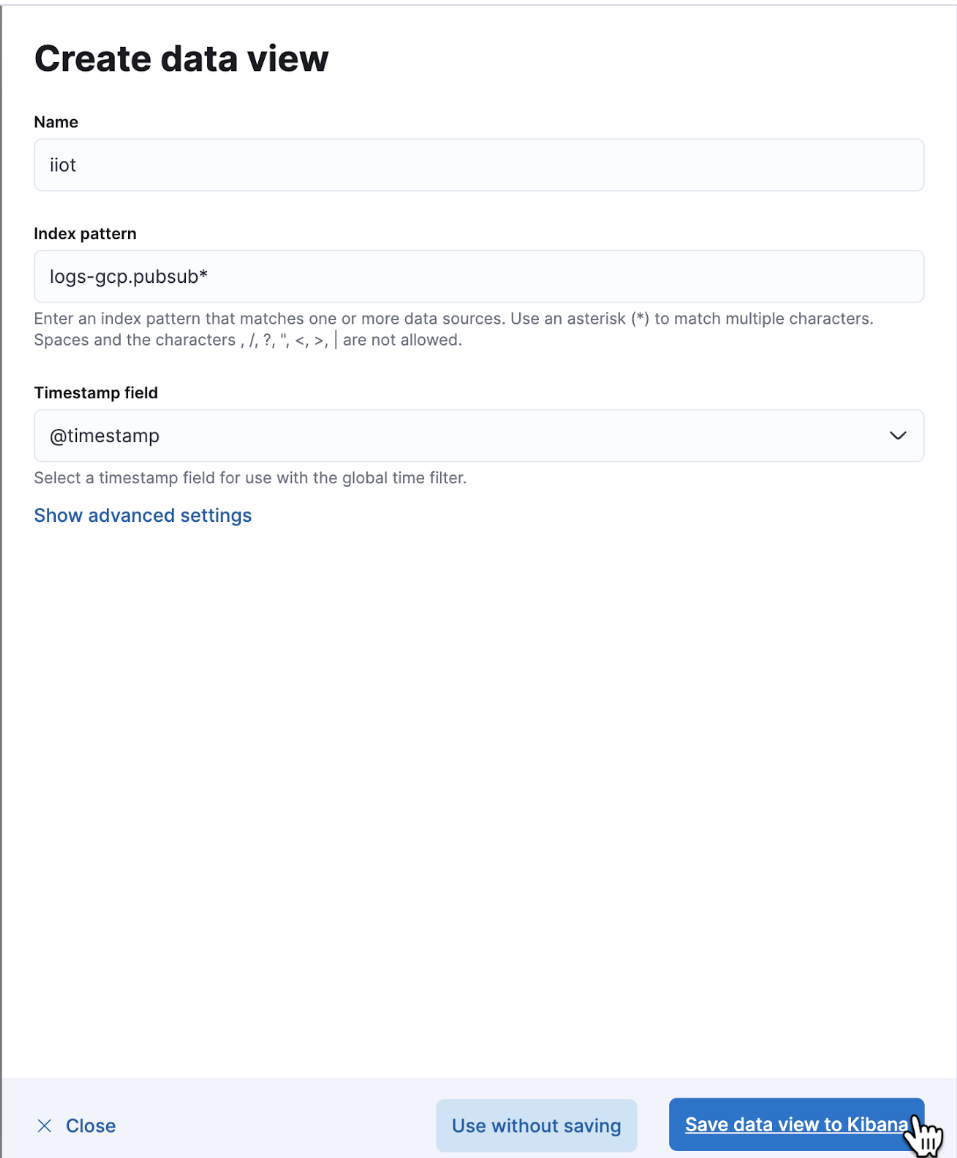 Create data view
Name
iiot
Index pattern
logs-gcp.pubsub*
Enter an index pattern that matches one or more data sources. Use an asterisk (*) to match multiple characters.
Spaces and the characters , /, ?, ", <, >, | are not allowed.
Timestamp field
@timestamp
Select a timestamp field for use with the global time filter.
Show advanced settings
Close
Use without saving
Save data view to Kibana